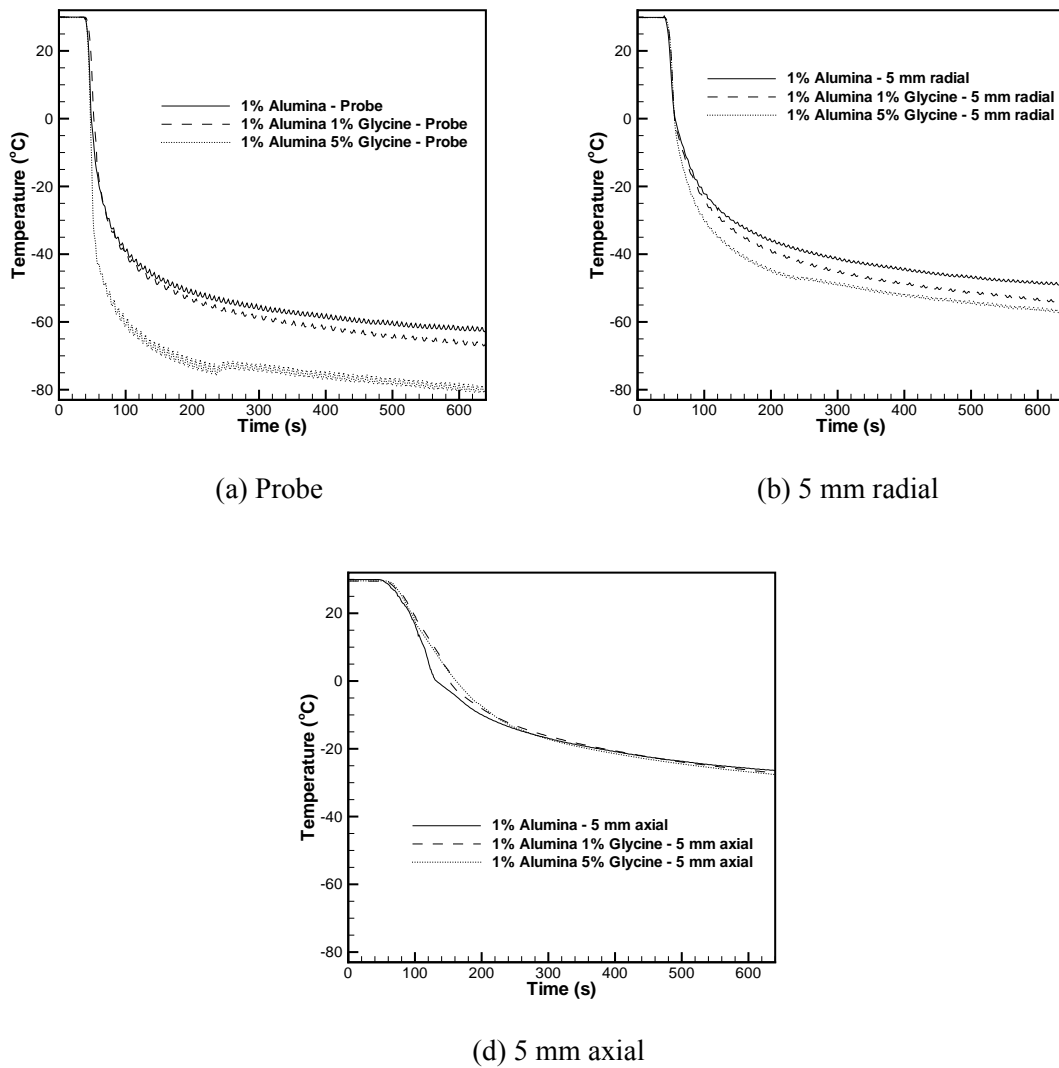 20
0
-20
-40
-60
-80
Temperature (°C)
1% Alumina - Probe
1% Alumina 1% Glycine - Probe
1% Alumina 5% Glycine - Probe
0 100 200 300 400 500 600
Time (s)
(a) Probe
20
0
-20
-40
-60
-80
Temperature (°C)
1% Alumina - 5 mm radial
1% Alumina 1% Glycine - 5 mm radial
1% Alumina 5% Glycine - 5 mm radial
0 100 200 300 400 500 600
Time (s)
(b) 5 mm radial
20
0
-20
-40
-60
-80
Temperature (°C)
1% Alumina - 5 mm axial
1% Alumina 1% Glycine - 5 mm axial
1% Alumina 5% Glycine - 5 mm axial
0 100 200 300 400 500 600
Time (s)
(d) 5 mm axial